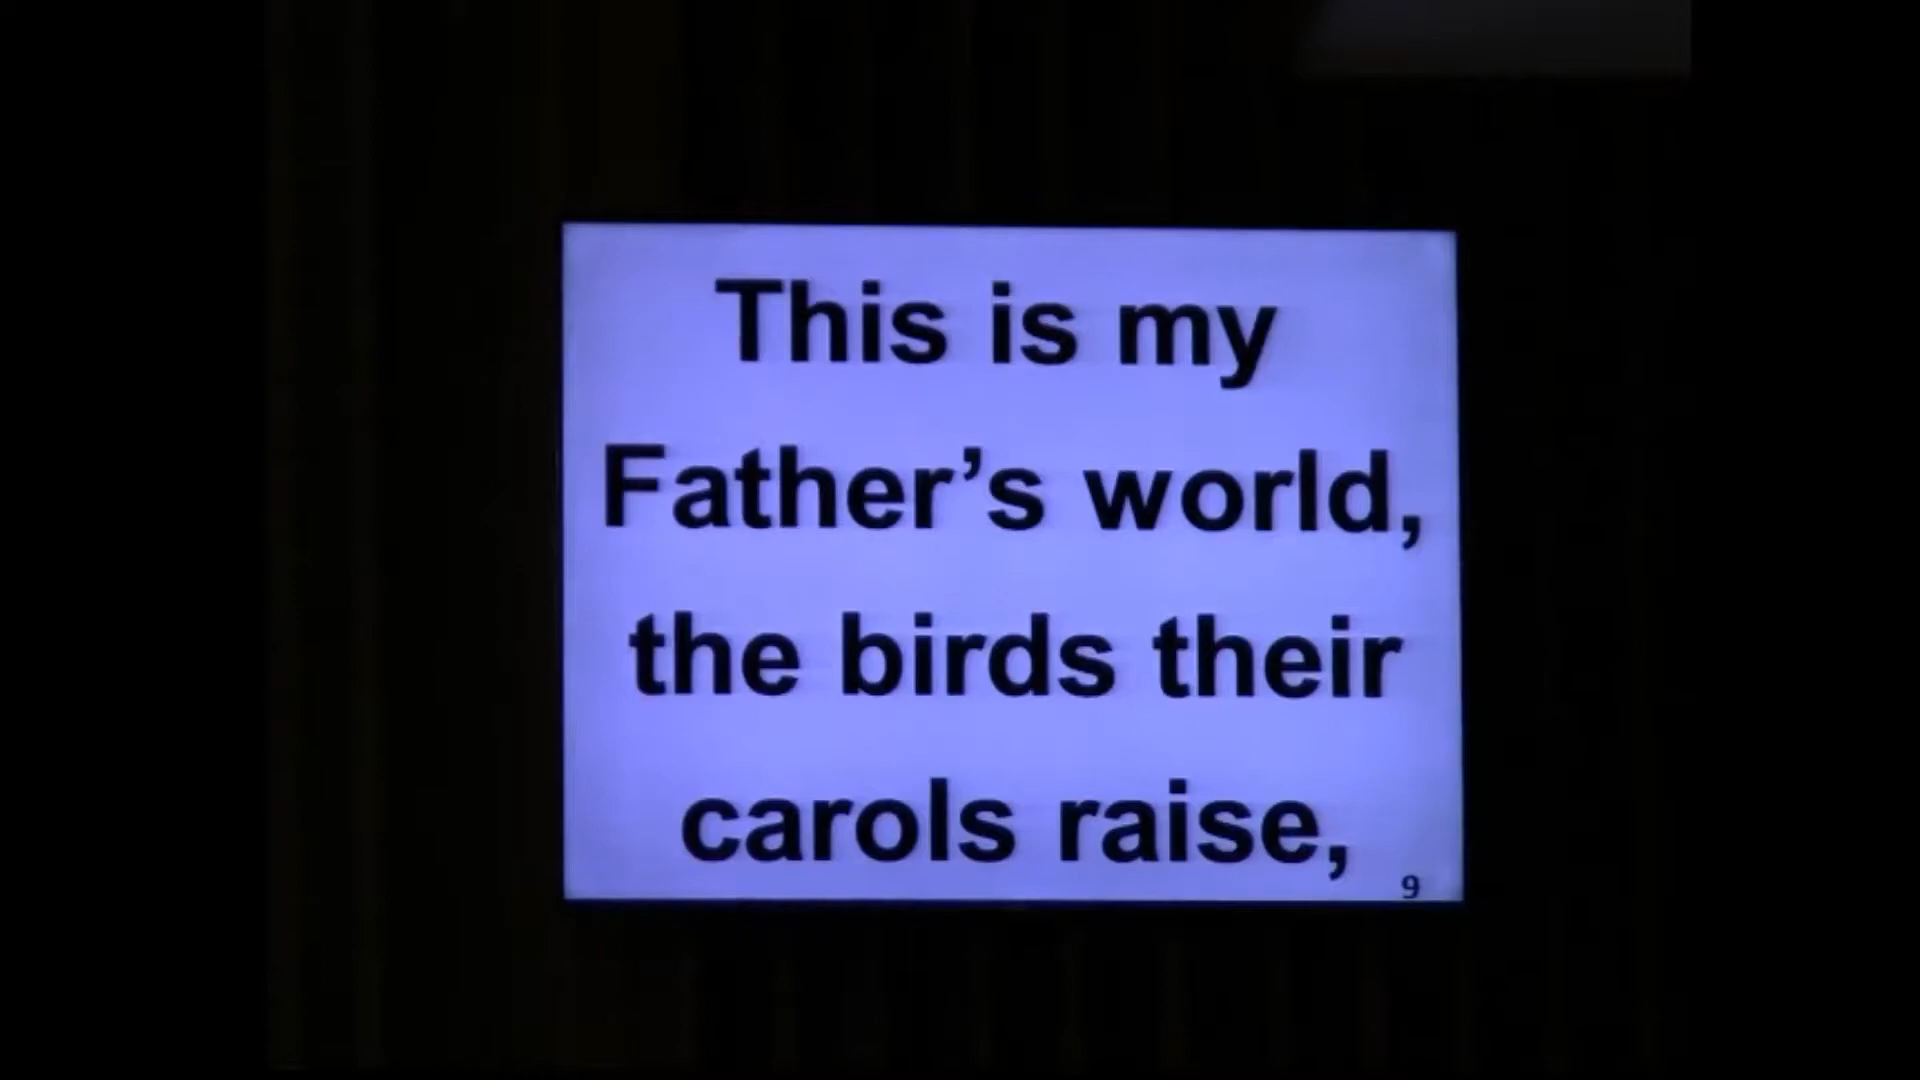 This is my
Father’s world,
the birds their
carols raise,
9